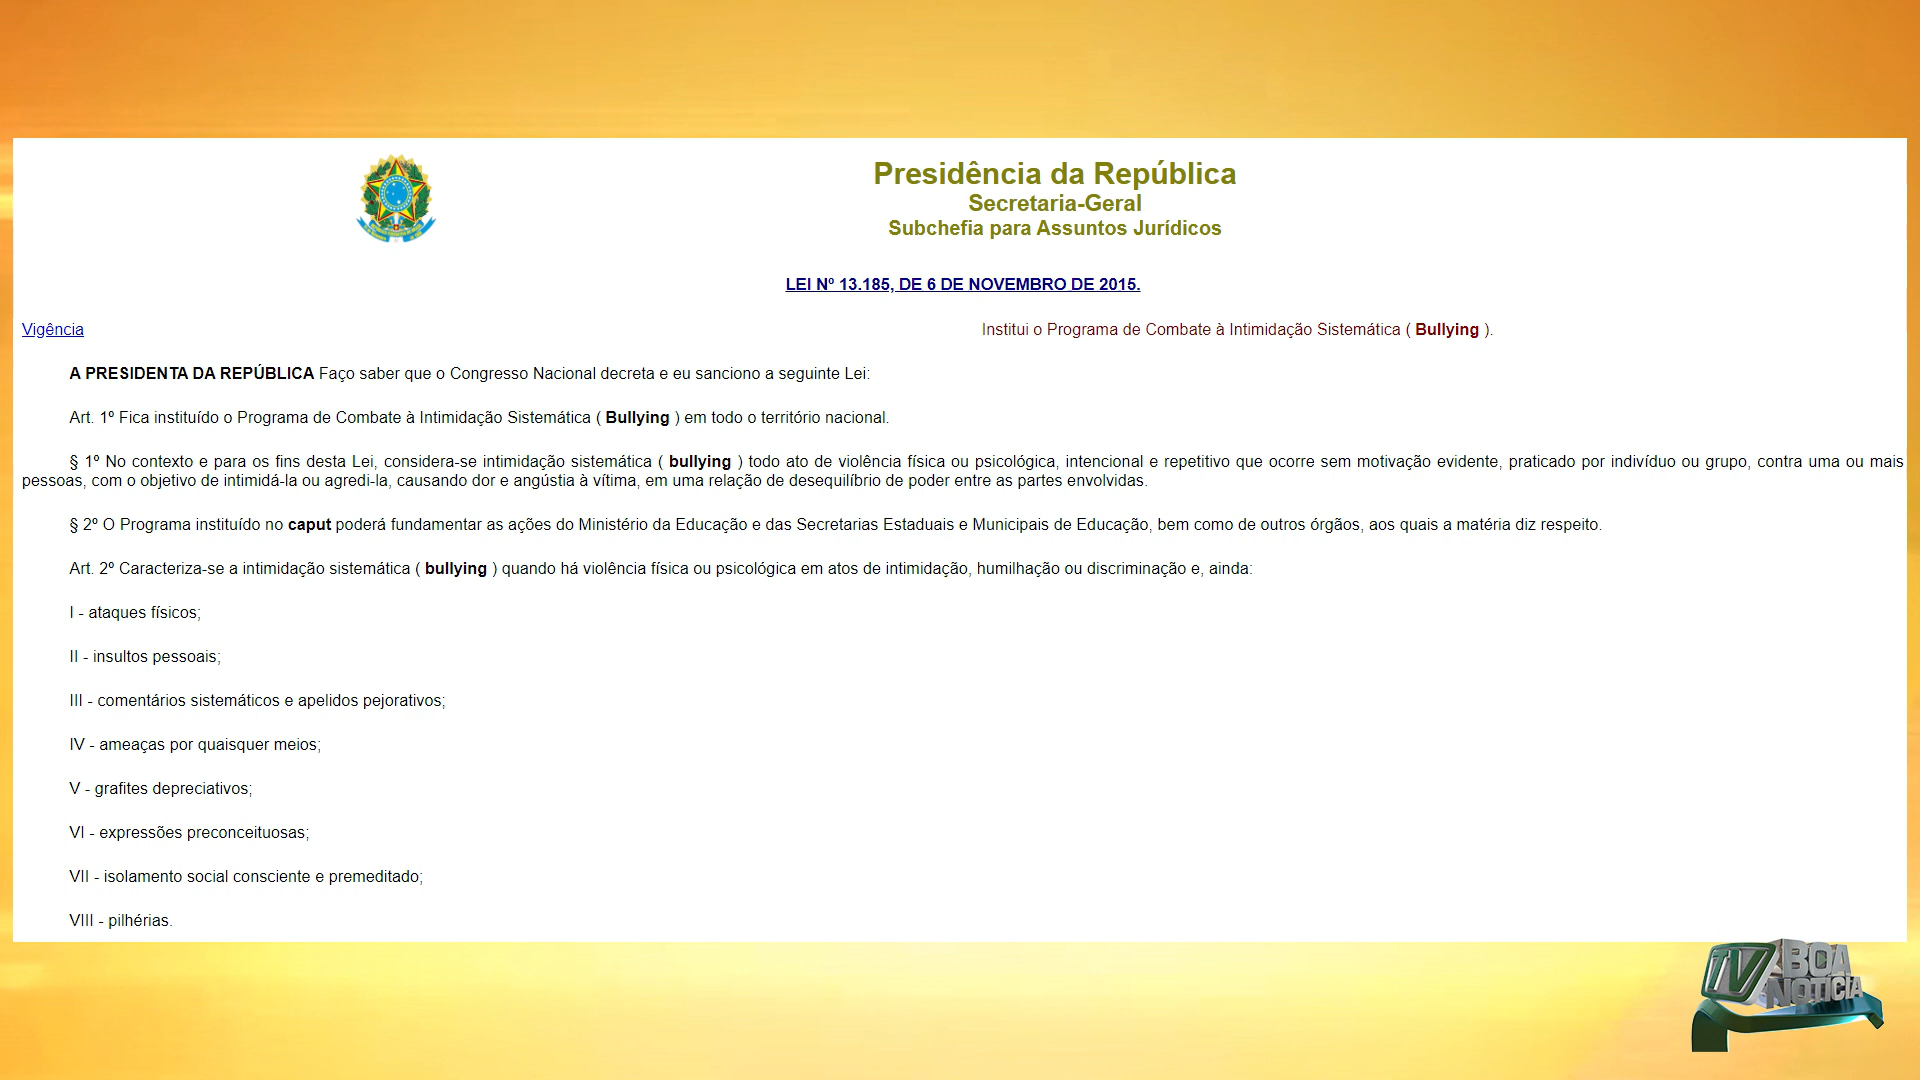 Presidência da República
Secretaria-Geral
Subchefia para Assuntos Jurídicos
LEI Nº 13.185, DE 6 DE NOVEMBRO DE 2015.
Vigência
Institui o Programa de Combate à Intimidação Sistemática ( Bullying ).
A PRESIDENTA DA REPÚBLICA Faço saber que o Congresso Nacional decreta e eu sanciono a seguinte Lei:
Art. 1º Fica instituído o Programa de Combate à Intimidação Sistemática ( Bullying ) em todo o território nacional.
§ 1º No contexto e para os fins desta Lei, considera-se intimidação sistemática ( bullying ) todo ato de violência física ou psicológica, intencional e repetitivo que ocorre sem motivação evidente, praticado por indivíduo ou grupo, contra uma ou mais
pessoas, com o objetivo de intimidá-la ou agredi-la, causando dor e angústia à vítima, em uma relação de desequilíbrio de poder entre as partes envolvidas.
§ 2º O Programa instituído no caput poderá fundamentar as ações do Ministério da Educação e das Secretarias Estaduais e Municipais de Educação, bem como de outros órgãos, aos quais a matéria diz respeito.
Art. 2º Caracteriza-se a intimidação sistemática ( bullying ) quando há violência física ou psicológica em atos de intimidação, humilhação ou discriminação e, ainda:
I - ataques físicos;
II - insultos pessoais;
III - comentários sistemáticos e apelidos pejorativos;
IV - ameaças por quaisquer meios;
V - grafites depreciativos;
VI - expressões preconceituosas;
VII - isolamento social consciente e premeditado;
VIII - pilhérias.
TV BOA
NOTÍCIA